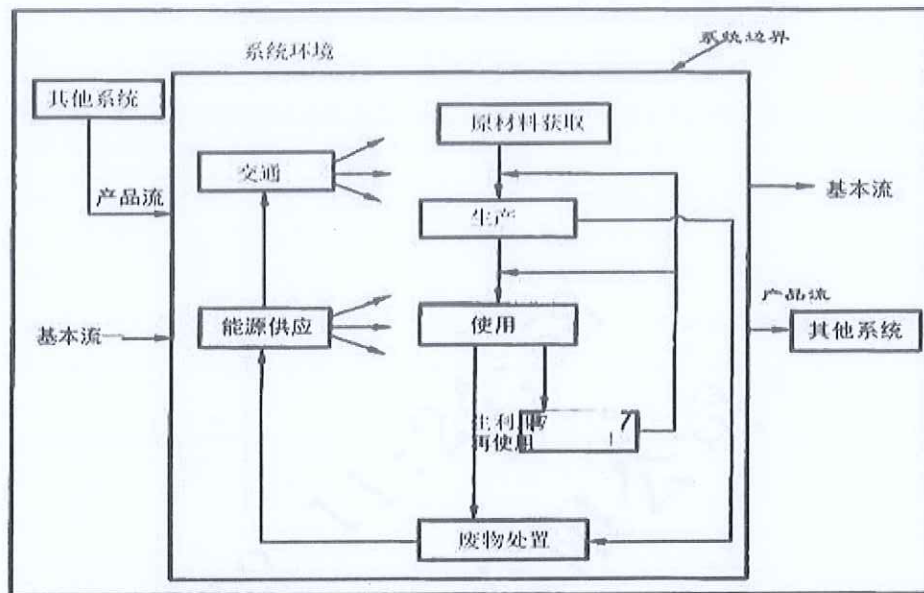 系统环境
系统边界
其他系统
原材料获取
交通
产品流
基本流
生产
产品流
能源供应
使用
基本流
其他系统
再使用
7
废物处置